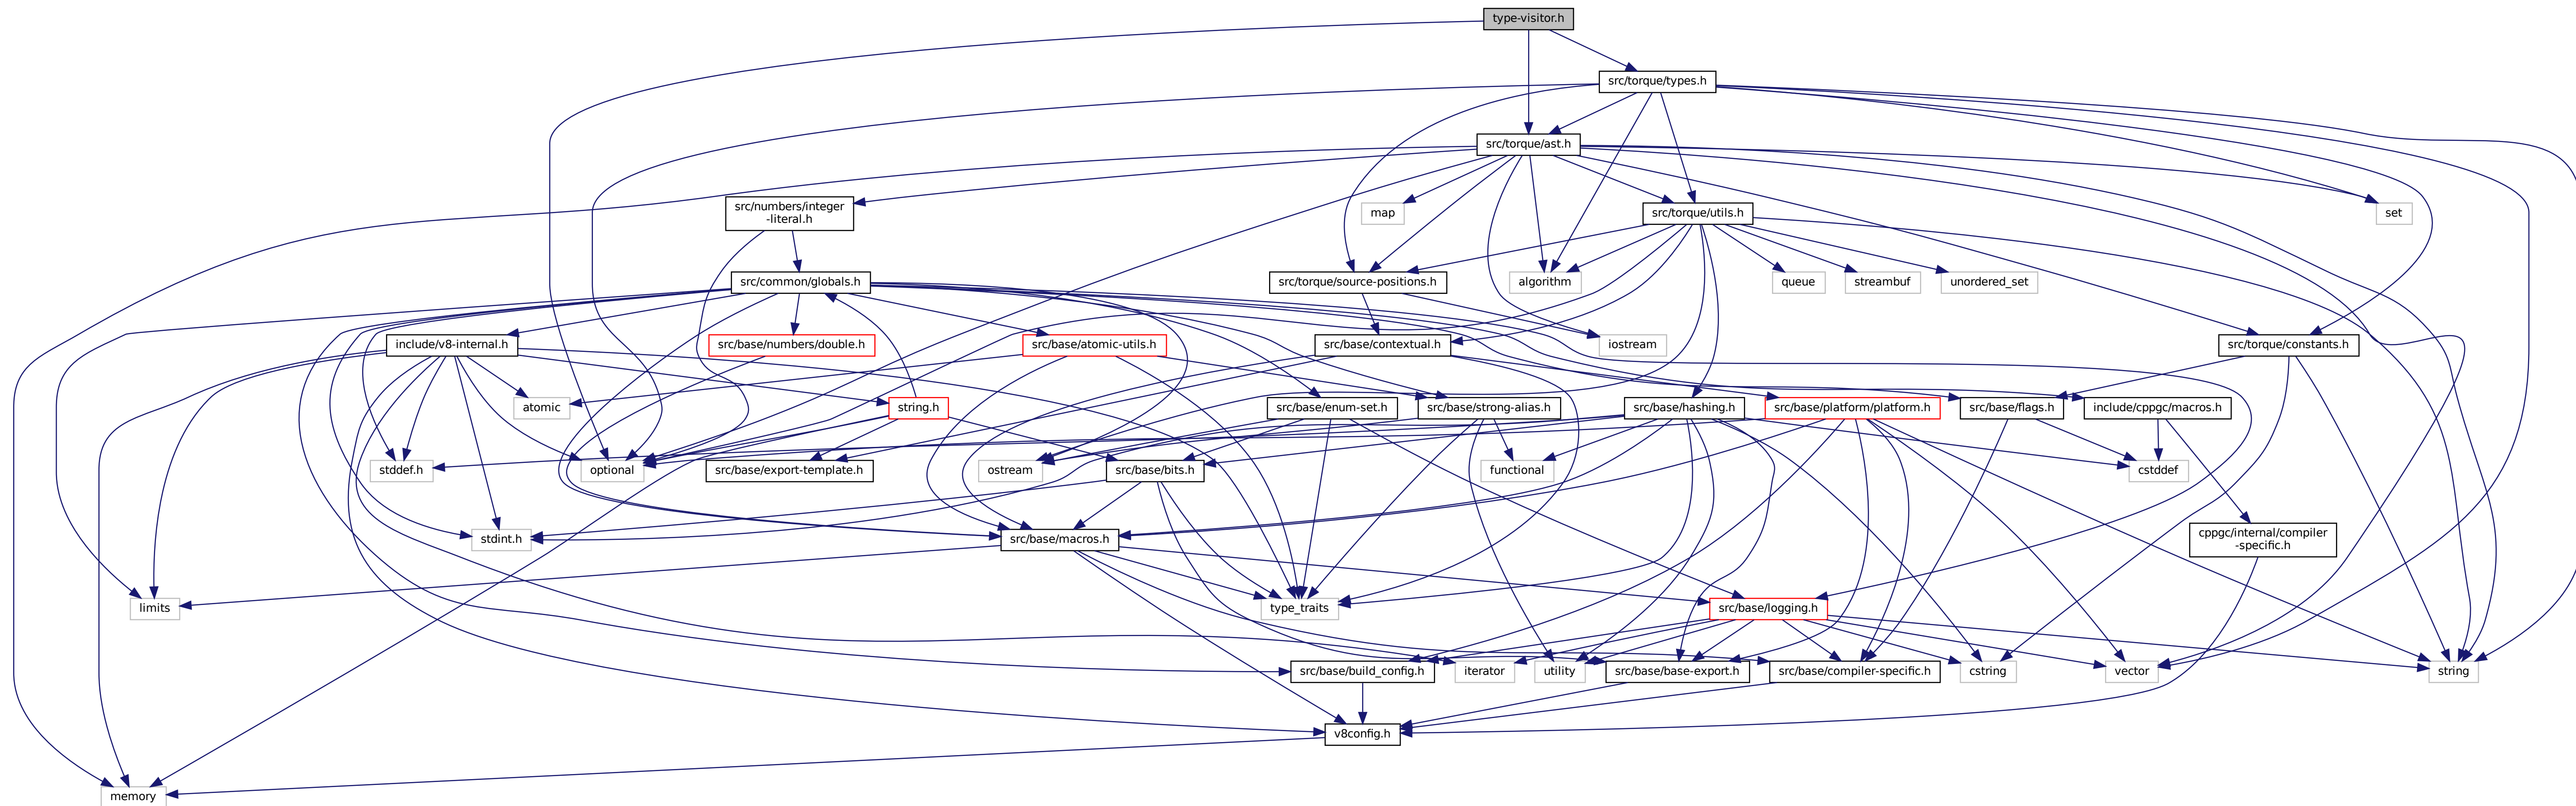 type-visitor.h
src/torque/types.h
src/torque/ast.h
src/numbers/integer
-literal.h
map
src/torque/utils.h
set
src/common/globals.h
src/torque/source-positions.h
algorithm
queue
streambuf
unordered_set
include/v8-internal.h
src/base/numbers/double.h
src/base/atomic-utils.h
src/base/contextual.h
iostream
src/torque/constants.h
atomic
string.h
src/base/enum-set.h
src/base/strong-alias.h
src/base/hashing.h
src/base/platform/platform.h
src/base/flags.h
include/cppgc/macros.h
stddef.h
optional
src/base/export-template.h
ostream
src/base/bits.h
functional
cstddef
stdint.h
src/base/macros.h
cppgc/internal/compiler
-specific.h
limits
type_traits
src/base/logging.h
src/base/build_config.h
iterator
utility
src/base/base-export.h
src/base/compiler-specific.h
cstring
vector
string
v8config.h
memory